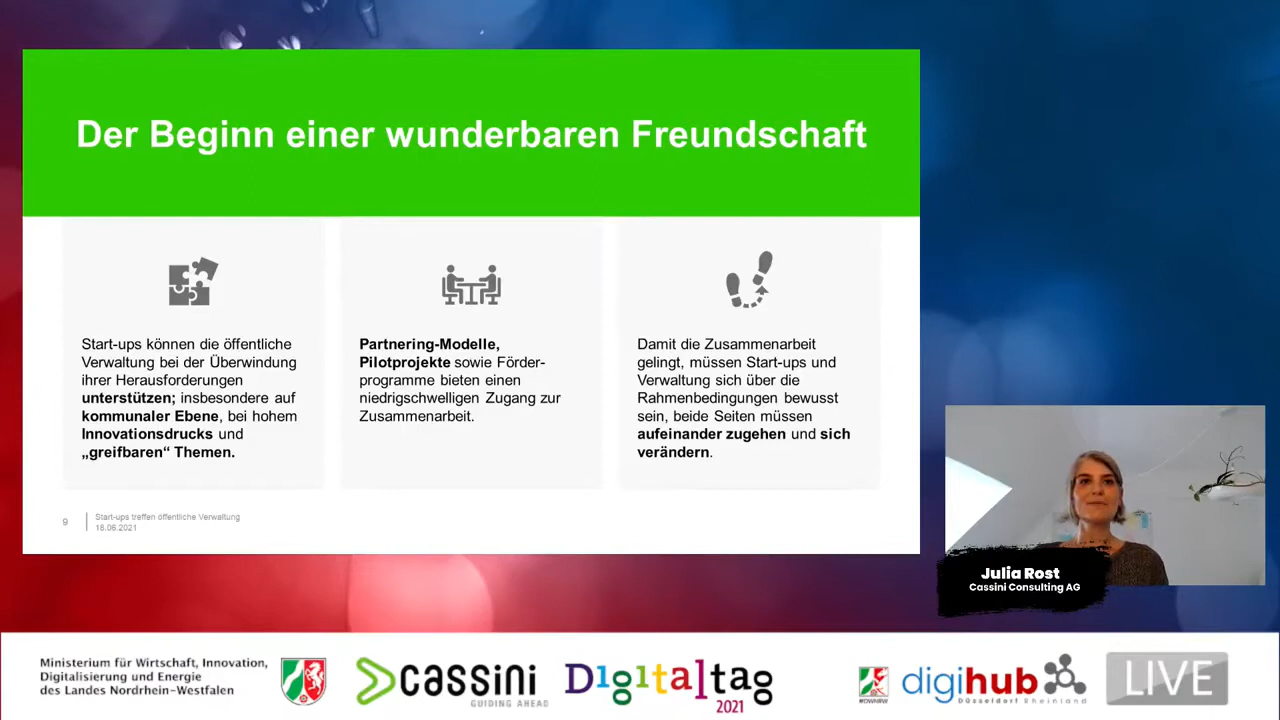 Der Beginn einer wunderbaren Freundschaft
Start-ups können die öffentliche
Verwaltung bei der Überwindung
ihrer Herausforderungen
unterstützen; insbesondere auf
kommunaler Ebene, bei hohem
Innovationsdrucks und
„greifbaren“ Themen.
Partnering-Modelle,
Pilotprojekte sowie Förder-
programme bieten einen
niedrigschwelligen Zugang zur
Zusammenarbeit.
Damit die Zusammenarbeit
gelingt, müssen Start-ups und
Verwaltung sich über die
Rahmenbedingungen bewusst
sein, beide Seiten müssen
aufeinander zugehen und sich
verändern.
9
Start-ups treffen öffentliche Verwaltung
18.06.2021
Julia Rost
Cassini Consulting AG
Ministerium für Wirtschaft, Innovation,
Digitalisierung und Energie
des Landes Nordrhein-Westfalen
CASSINI
GUIDING AHEAD
Digitaltag
2021
#DWNRW
digihub
Düsseldorf Rheinland
LIVE